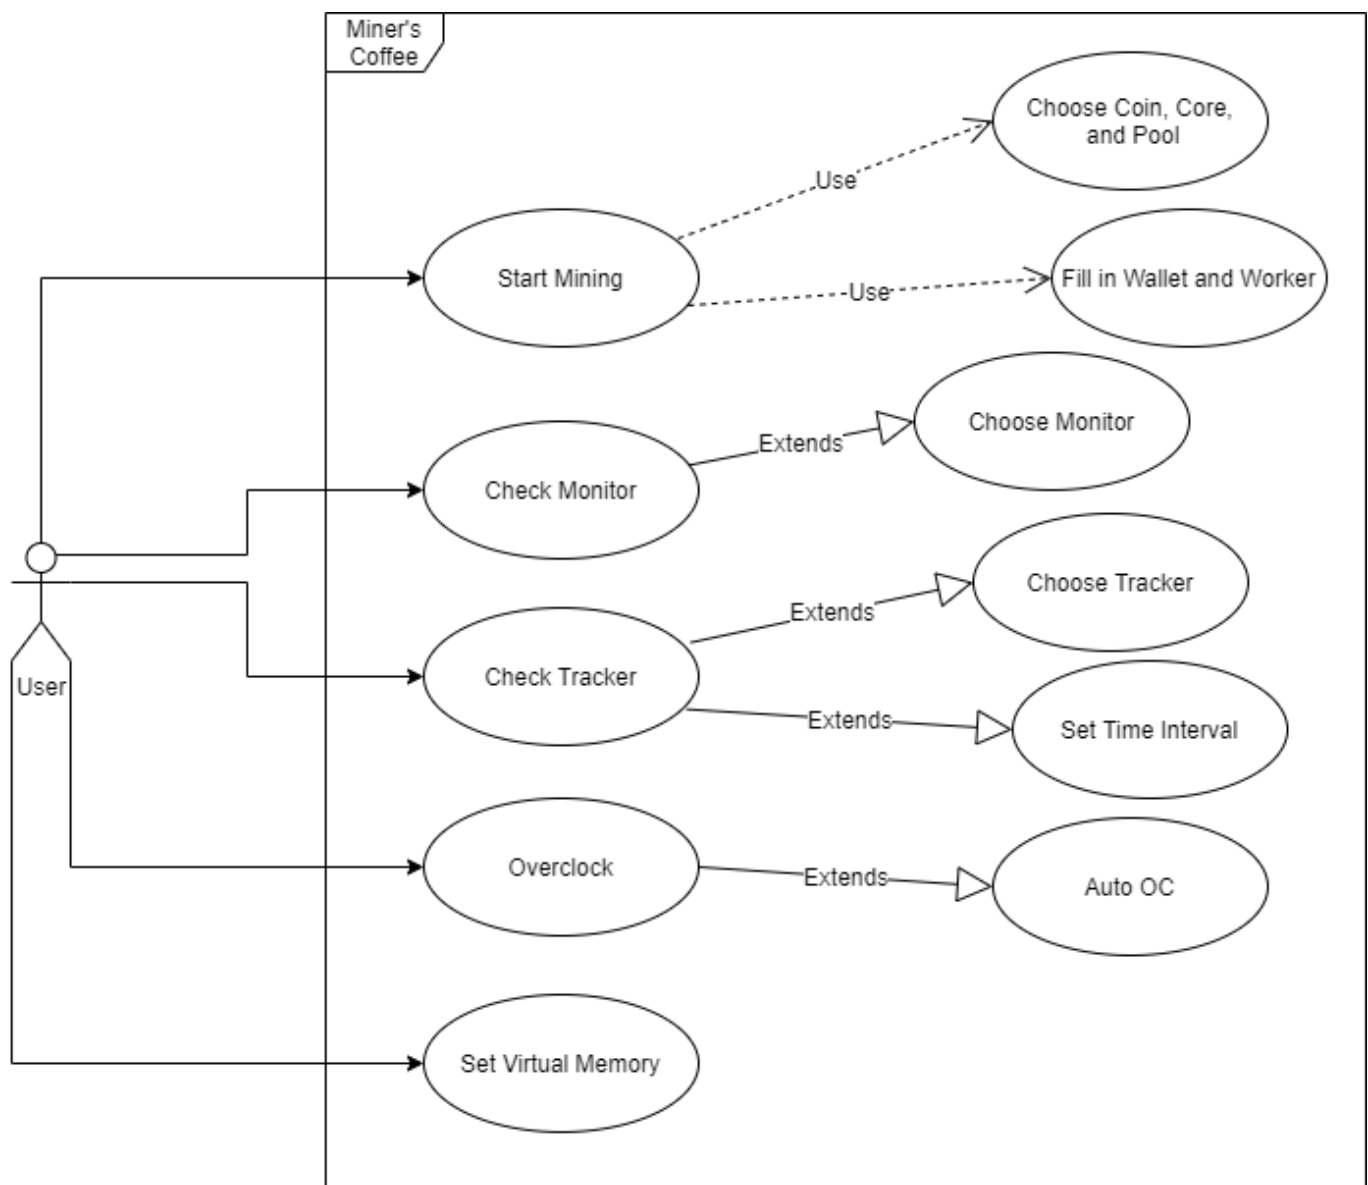 Miner's
Coffee
Choose Coin, Core,
and Pool
Use
Start Mining
Fill in Wallet and Worker
Use
Choose Monitor
Extends
Check Monitor
Choose Tracker
Extends
Check Tracker
User
Extends
Set Time Interval
Overclock
Extends
Auto OC
Set Virtual Memory